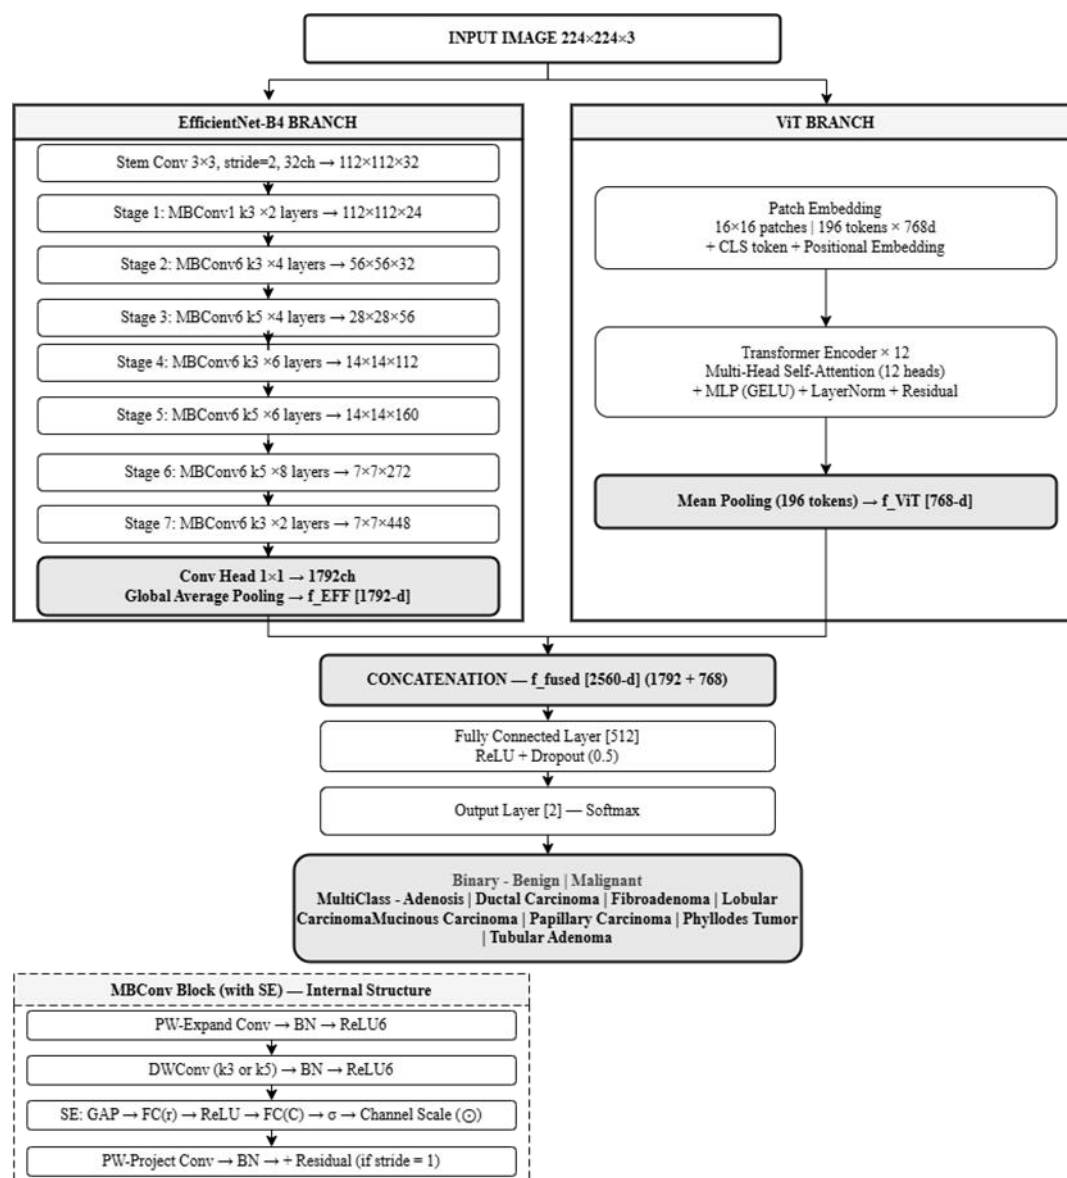 INPUT IMAGE 224×224×3
EfficientNet-B4 BRANCH
Stem Conv 3×3, stride=2, 32ch → 112×112×32
Stage 1: MBConv1 k3 ×2 layers → 112×112×24
Stage 2: MBConv6 k3 ×4 layers → 56×56×32
Stage 3: MBConv6 k5 ×4 layers → 28×28×56
Stage 4: MBConv6 k3 ×6 layers → 14×14×112
Stage 5: MBConv6 k5 ×6 layers → 14×14×160
Stage 6: MBConv6 k5 ×8 layers → 7×7×272
Stage 7: MBConv6 k3 ×2 layers → 7×7×448
Conv Head 1×1 → 1792ch
Global Average Pooling → f_EFF [1792-d]
ViT BRANCH
Patch Embedding
16×16 patches | 196 tokens × 768d
+ CLS token + Positional Embedding
Transformer Encoder × 12
Multi-Head Self-Attention (12 heads)
+ MLP (GELU) + LayerNorm + Residual
Mean Pooling (196 tokens) → f_ViT [768-d]
CONCATENATION — f_fused [2560-d] (1792 + 768)
Fully Connected Layer [512]
ReLU + Dropout (0.5)
Output Layer [2] — Softmax
Binary - Benign | Malignant
MultiClass - Adenosis | Ductal Carcinoma | Fibroadenoma | Lobular
CarcinomaMucinous Carcinoma | Papillary Carcinoma | Phyllodes Tumor
| Tubular Adenoma
MBConv Block (with SE) — Internal Structure
PW-Expand Conv → BN → ReLU6
DWConv (k3 or k5) → BN → ReLU6
SE: GAP → FC(r) → ReLU → FC(C) → σ → Channel Scale (⊙)
PW-Project Conv → BN → + Residual (if stride = 1)